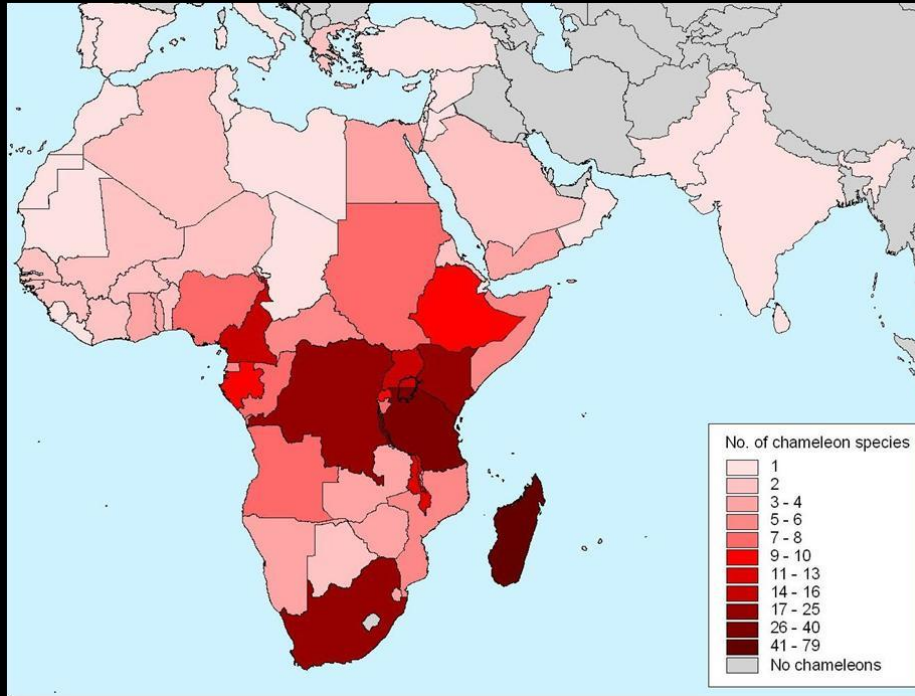 No. of chameleon species
1
2
3 - 4
5 - 6
7 - 8
9 - 10
11 - 13
14 - 16
17 - 25
26 - 40
41 - 79
No chameleons